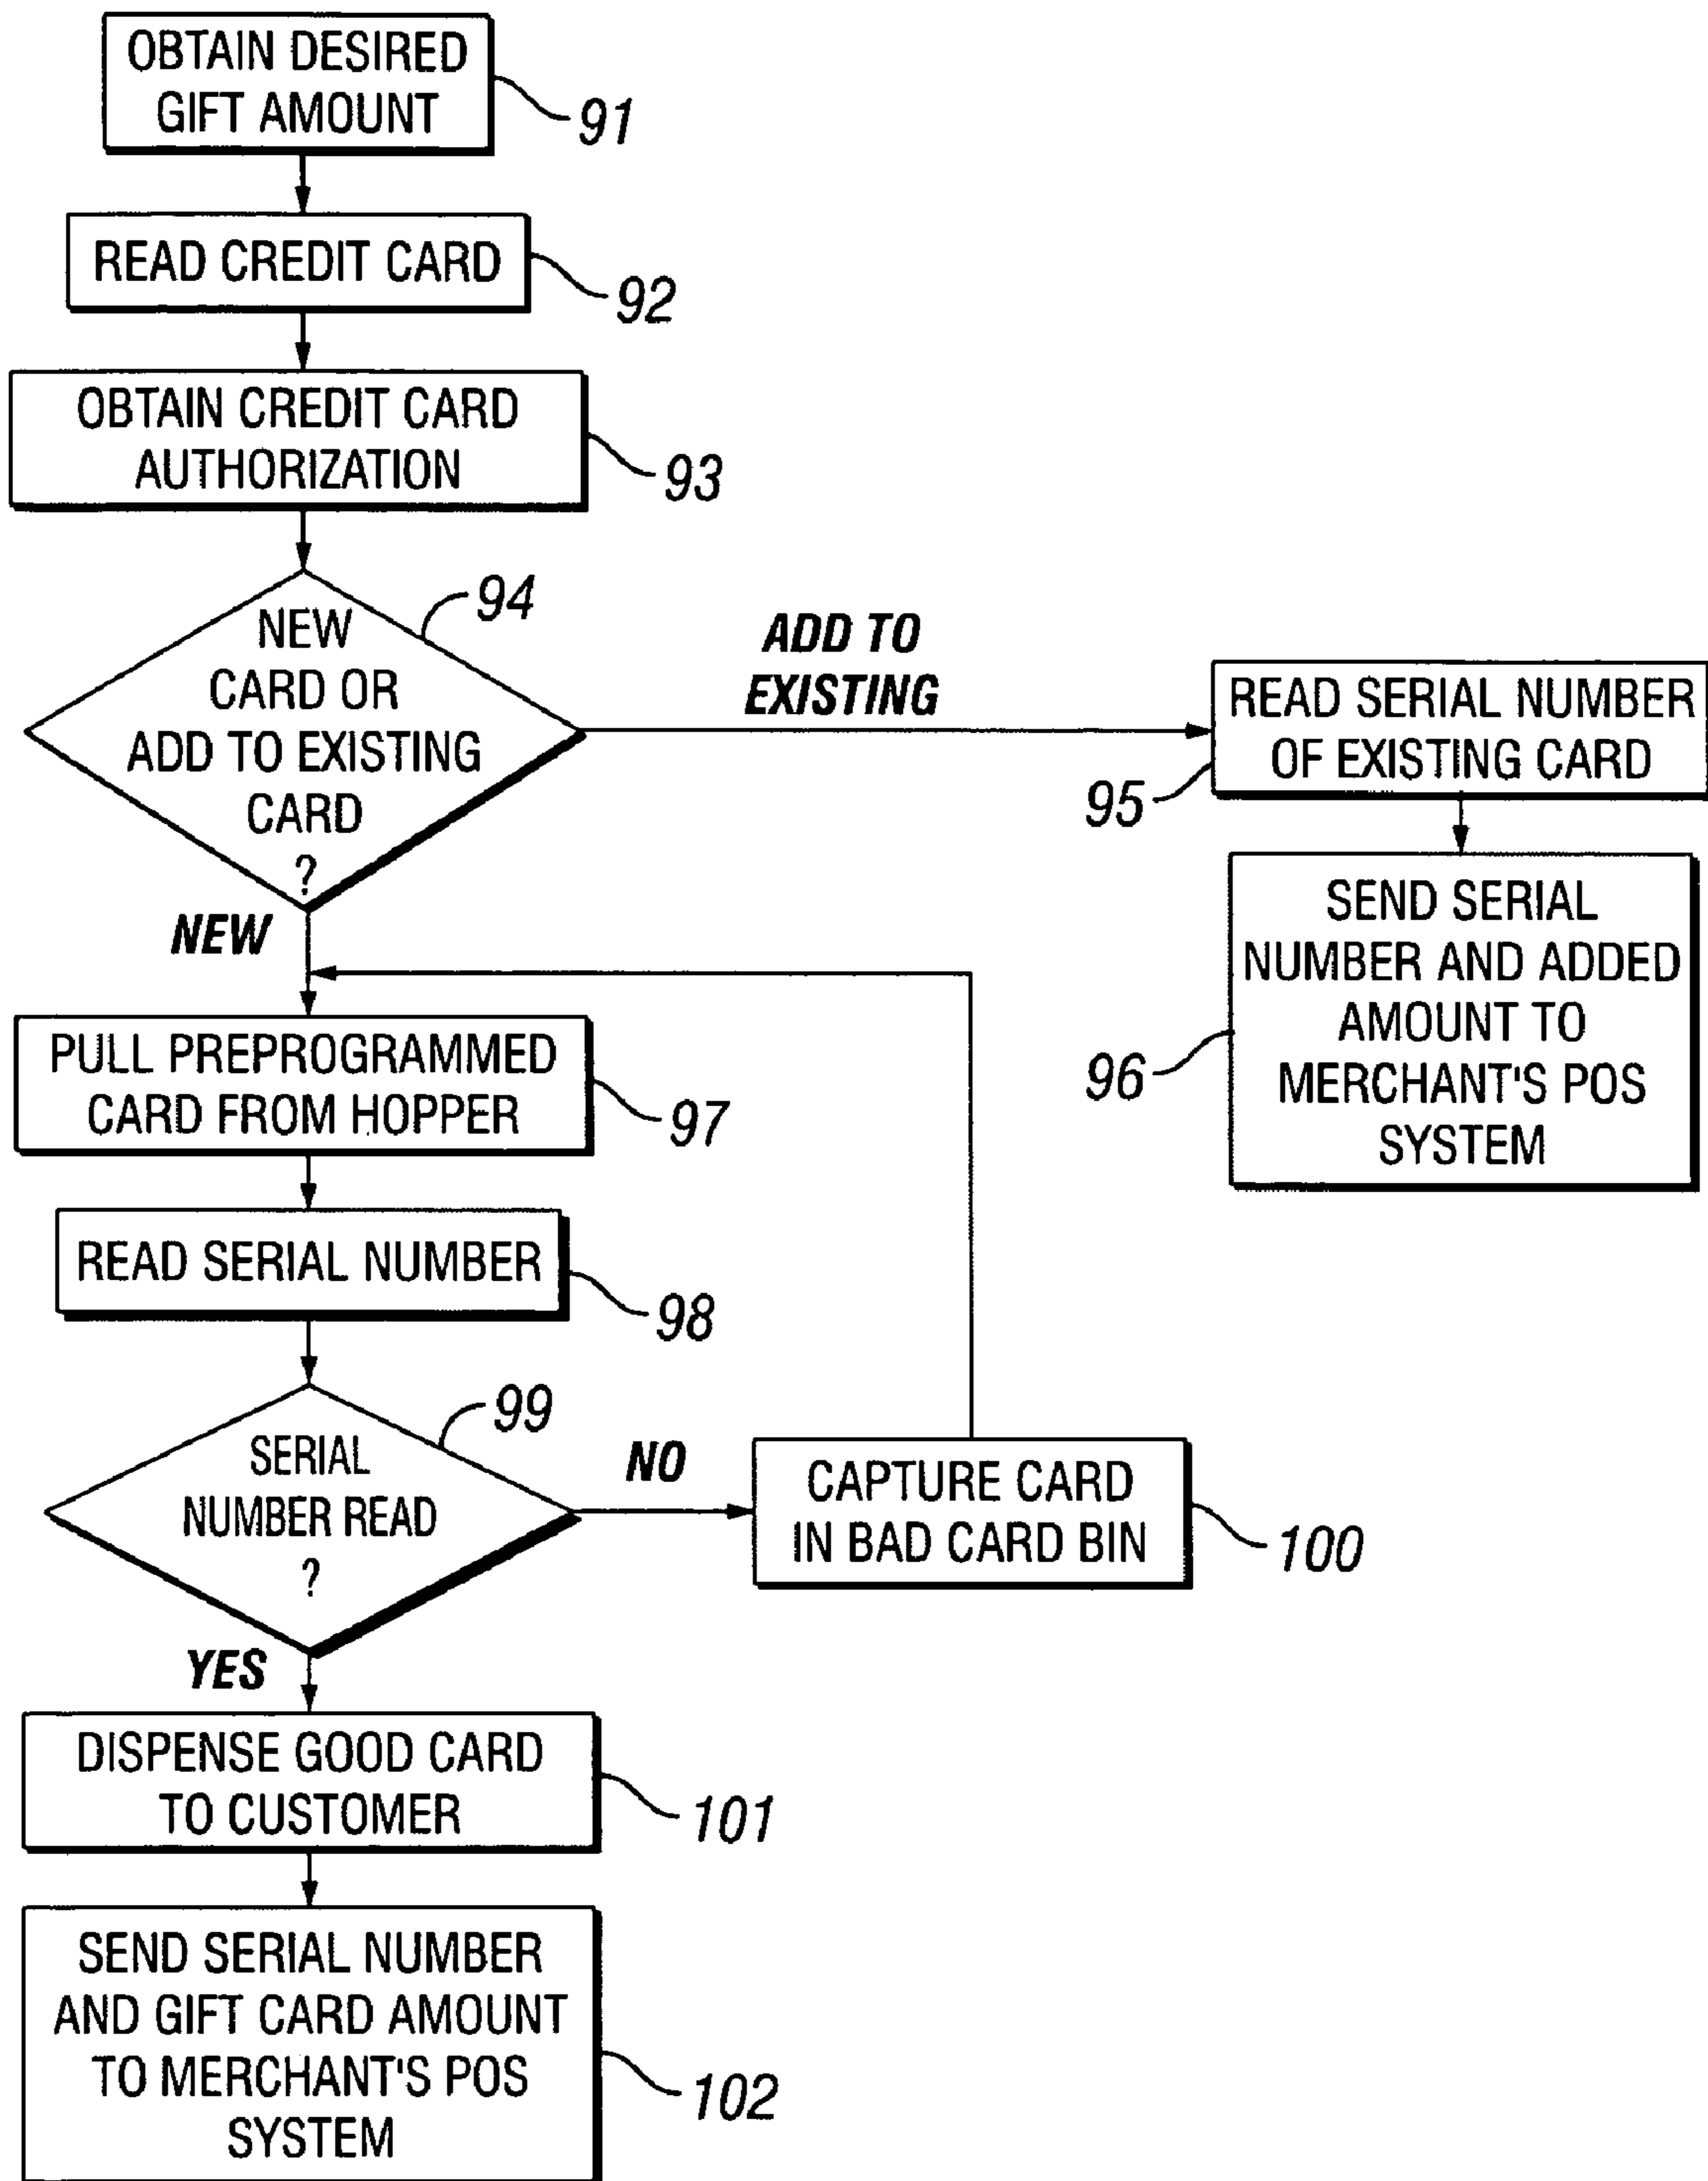 OBTAIN DESIRED
GIFT AMOUNT
91
READ CREDIT CARD
92
OBTAIN CREDIT CARD
AUTHORIZATION
93
94
NEW
CARD OR
ADD TO EXISTING
CARD
?
ADD TO
EXISTING
READ SERIAL NUMBER
OF EXISTING CARD
95
SEND SERIAL
NUMBER AND ADDED
AMOUNT TO
MERCHANT'S POS
SYSTEM
96
NEW
PULL PREPROGRAMMED
CARD FROM HOPPER
97
READ SERIAL NUMBER
98
99
SERIAL
NUMBER READ
?
NO
CAPTURE CARD
IN BAD CARD BIN
100
YES
DISPENSE GOOD CARD
TO CUSTOMER
101
SEND SERIAL NUMBER
AND GIFT CARD AMOUNT
TO MERCHANT'S POS
SYSTEM
102